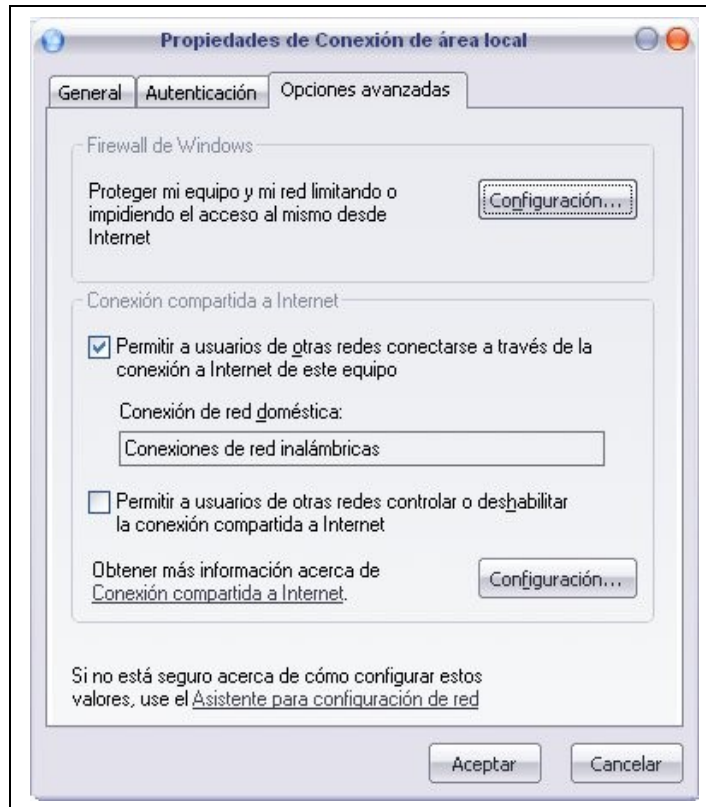 Propiedades de Conexión de área local
General
Autenticación
Opciones avanzadas
Firewall de Windows
Proteger mi equipo y mi red limitando o
impidiendo el acceso al mismo desde
Internet
Configuración...
Conexión compartida a Internet
Permitir a usuarios de otras redes conectarse a través de la
conexión a Internet de este equipo
Conexión de red doméstica:
Conexiones de red inalámbricas
Permitir a usuarios de otras redes controlar o deshabilitar
la conexión compartida a Internet
Obtener más información acerca de
Conexión compartida a Internet.
Configuración...
Si no está seguro acerca de cómo configurar estos
valores, use el Asistente para configuración de red
Aceptar
Cancelar